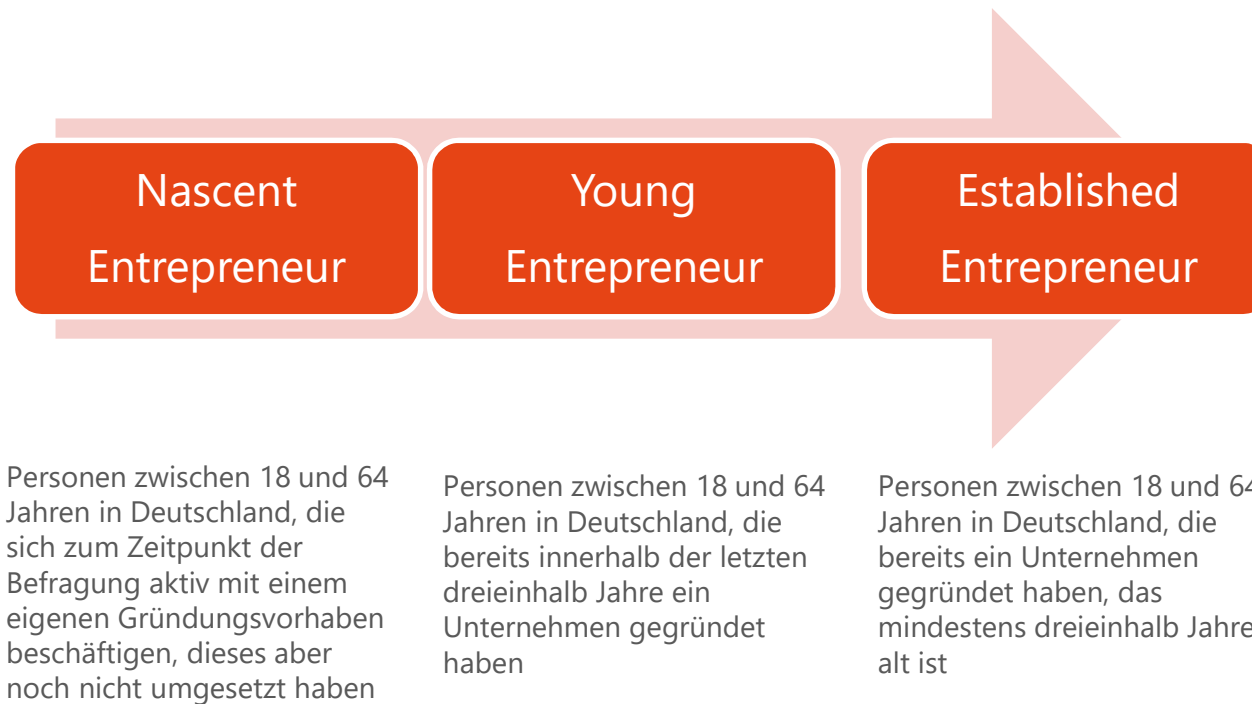 Nascent
Entrepreneur
Young
Entrepreneur
Established
Entrepreneur
Personen zwischen 18 und 64
Jahren in Deutschland, die
sich zum Zeitpunkt der
Befragung aktiv mit einem
eigenen Gründungsvorhaben
beschäftigen, dieses aber
noch nicht umgesetzt haben
Personen zwischen 18 und 64
Jahren in Deutschland, die
bereits innerhalb der letzten
dreieinhalb Jahre ein
Unternehmen gegründet
haben
Personen zwischen 18 und 64
Jahren in Deutschland, die
bereits ein Unternehmen
gegründet haben, das
mindestens dreieinhalb Jahre
alt ist